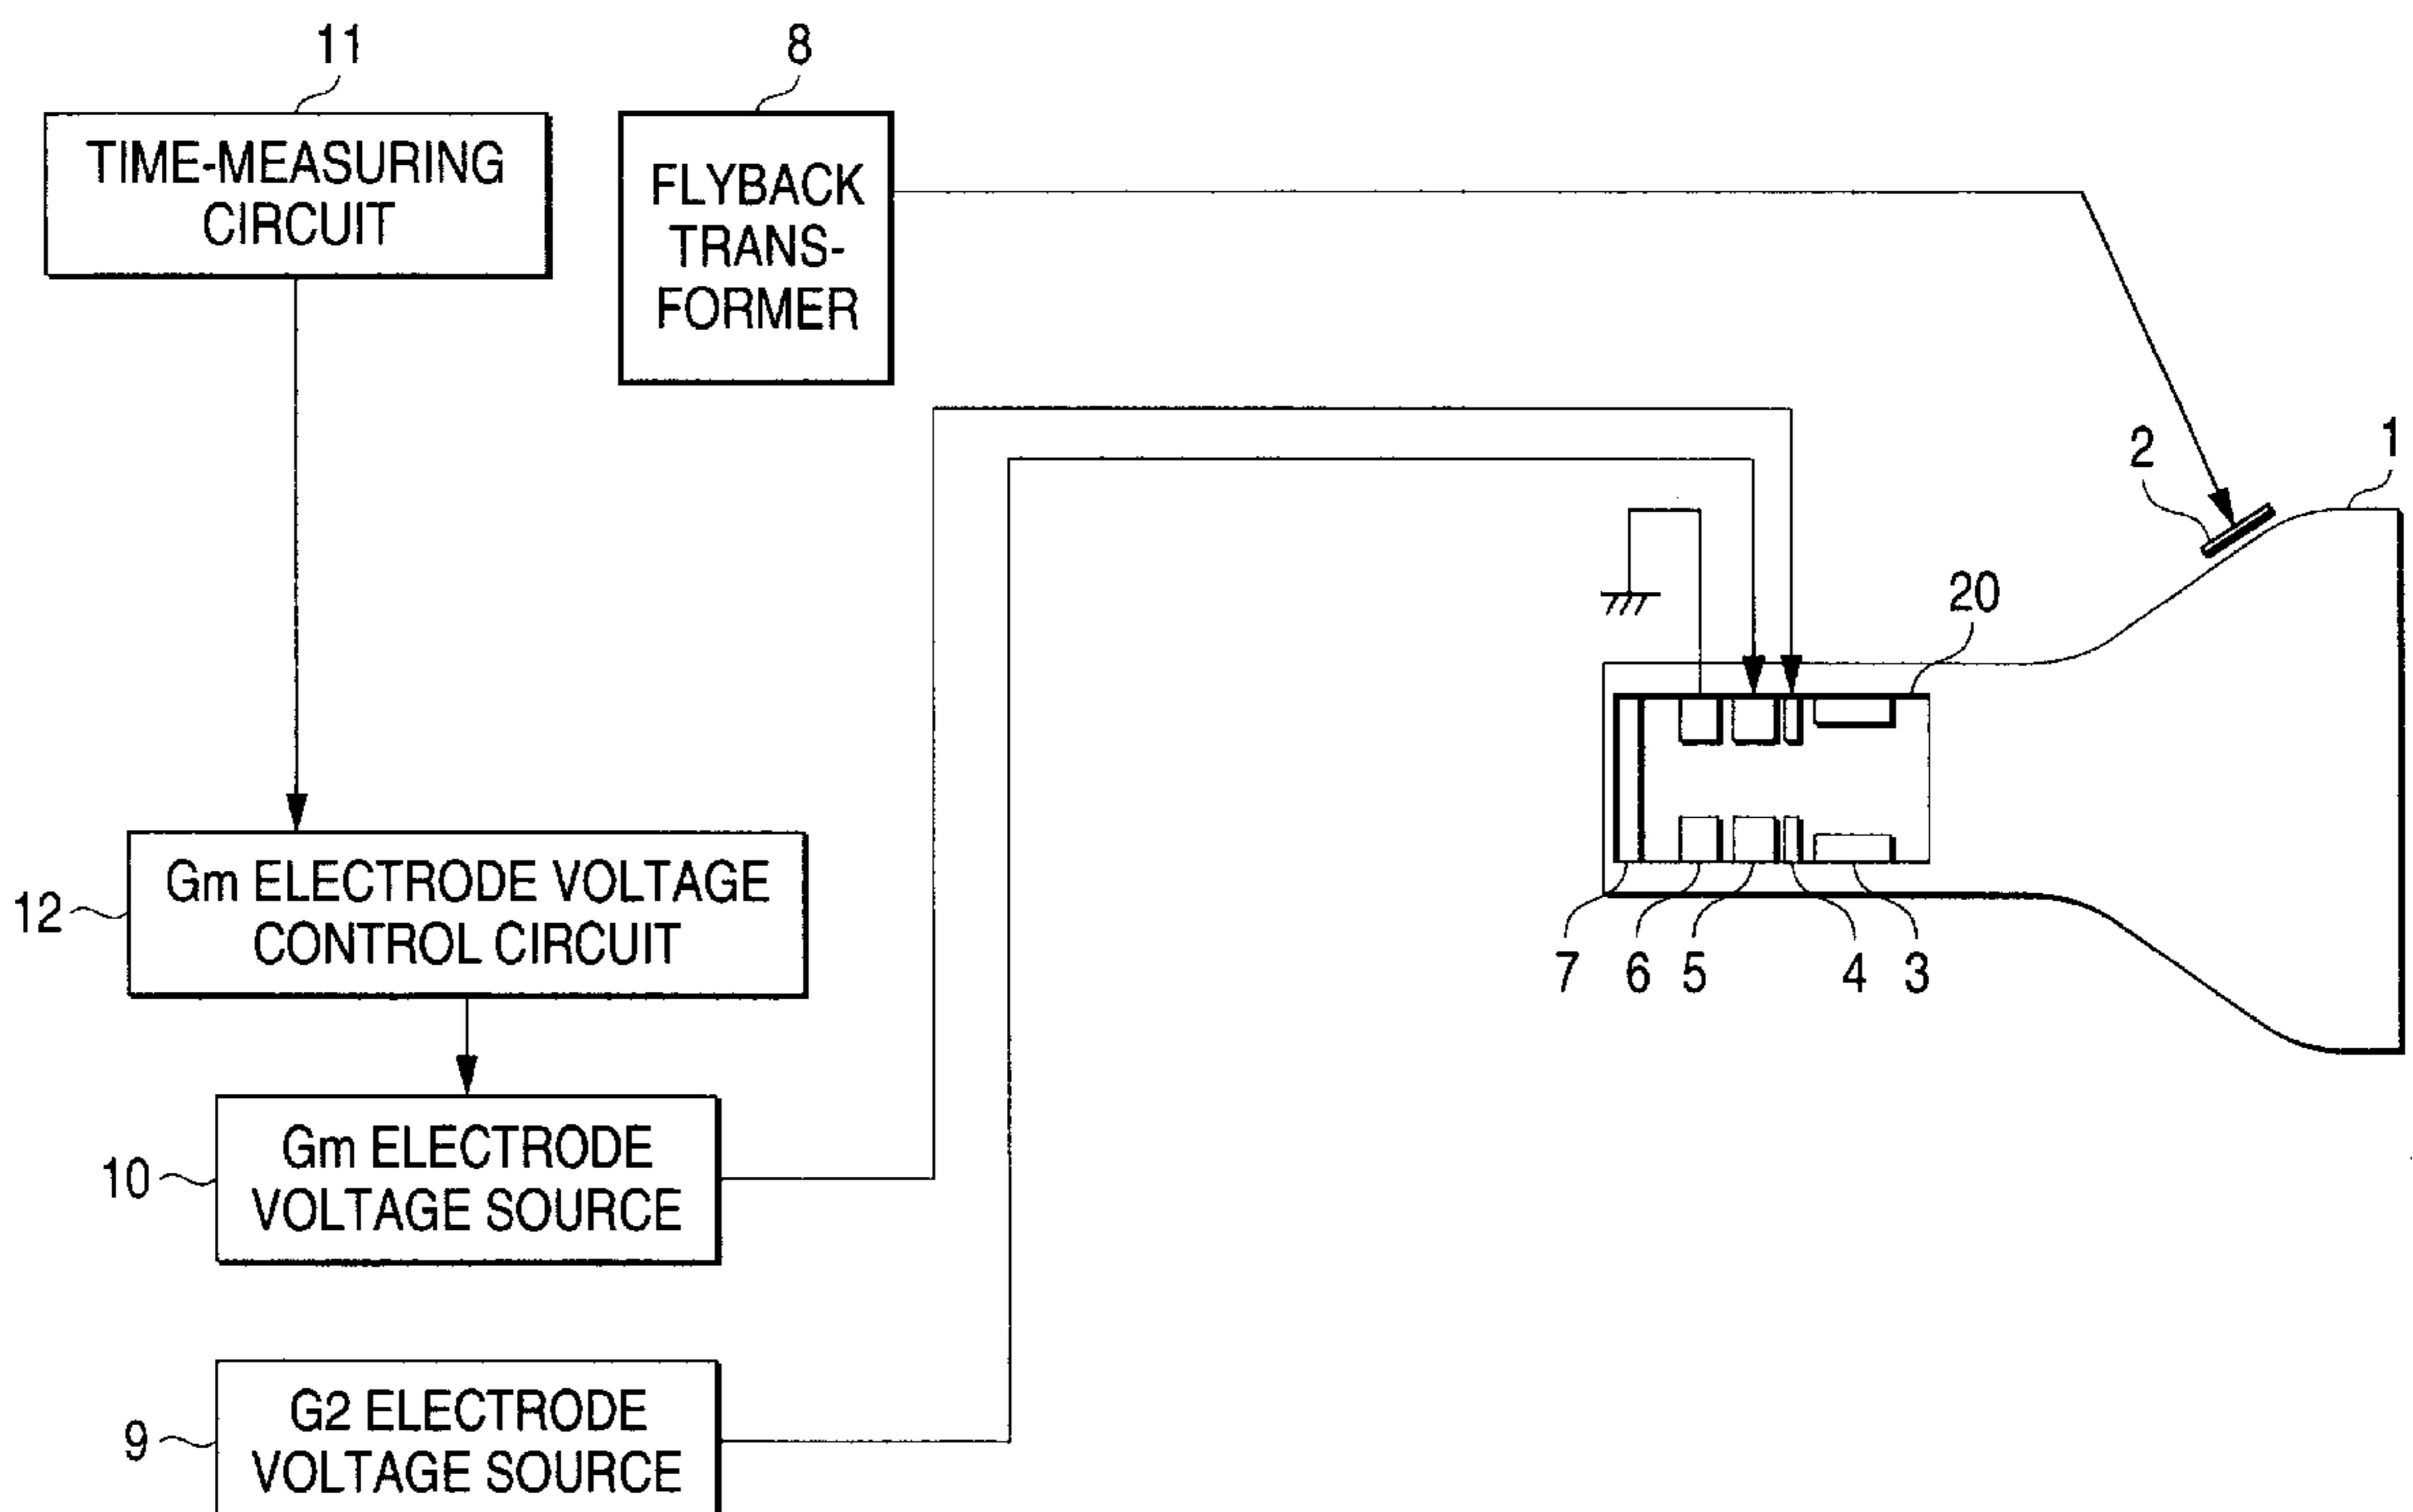 11
8
TIME-MEASURING
CIRCUIT
FLYBACK
TRANS-
FORMER
2
1
20
12
Gm ELECTRODE VOLTAGE
CONTROL CIRCUIT
7 6 5 4 3
10
Gm ELECTRODE
VOLTAGE SOURCE
9
G2 ELECTRODE
VOLTAGE SOURCE